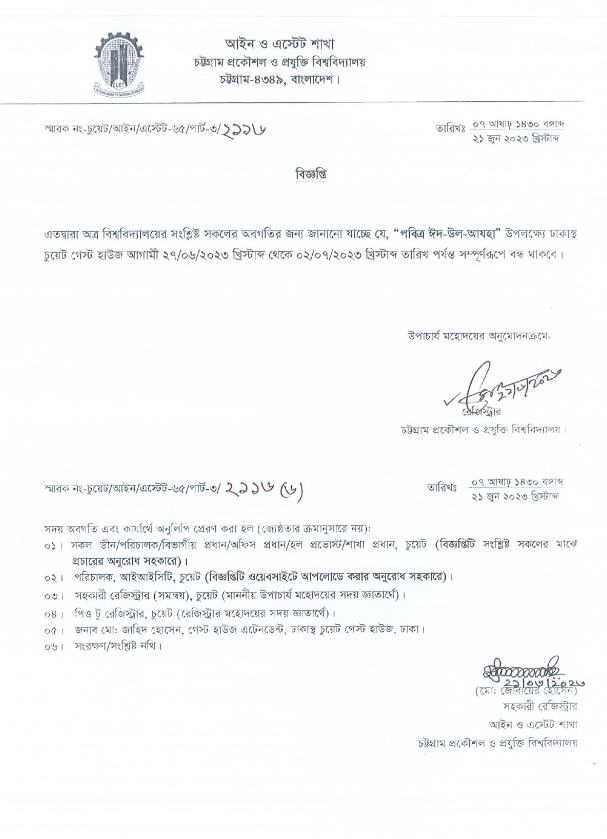 আইন ও এস্টেট শাখা
চট্টগ্রাম প্রকৌশল ও প্রযুক্তি বিশ্ববিদ্যালয়
চট্টগ্রাম-৪৩৪৯, বাংলাদেশ।
স্মারক নং-চুয়েট/আইন/এস্টেট-৬৫/পার্ট-৩/২১১৬
তারিখঃ ০৭ আষাঢ় ১৪৩০ বঙ্গাব্দ
২১ জুন ২০২৩ খ্রিস্টাব্দ
বিজ্ঞপ্তি
এতদ্বারা অত্র বিশ্ববিদ্যালয়ের সংশ্লিষ্ট সকলের অবগতির জন্য জানানো যাচ্ছে যে, “পবিত্র ঈদ-উল-আযহা” উপলক্ষ্যে ঢাকাস্থ
চুয়েট গেস্ট হাউজ আগামী ২৭/০৬/২০২৩ খ্রিস্টাব্দ থেকে ০২/০৭/২০২৩ খ্রিস্টাব্দ তারিখ পর্যন্ত সম্পূর্ণরূপে বন্ধ থাকবে।
উপাচার্য মহোদয়ের অনুমোদনক্রমে-
২১/০৬/২০২৩
রেজিস্ট্রার
চট্টগ্রাম প্রকৌশল ও প্রযুক্তি বিশ্ববিদ্যালয়।
স্মারক নং-চুয়েট/আইন/এস্টেট-৬৫/পার্ট-৩/ ২১১৬ (৬)
তারিখঃ ০৭ আষাঢ় ১৪৩০ বঙ্গাব্দ
২১ জুন ২০২৩ খ্রিস্টাব্দ
সদয় অবগতি এবং কার্যার্থে অনুলিপি প্রেরণ করা হল (জ্যেষ্ঠতার ক্রমানুসারে নয়):
০১। সকল ডীন/পরিচালক/বিভাগীয় প্রধান/অফিস প্রধান/হল প্রভোস্ট/শাখা প্রধান, চুয়েট (বিজ্ঞপ্তিটি সংশ্লিষ্ট সকলের মাঝে
প্রচারের অনুরোধ সহকারে)।
০২। পরিচালক, আইআইসিটি, চুয়েট (বিজ্ঞপ্তিটি ওয়েবসাইটে আপলোডে করার অনুরোধ সহকারে)।
০৩। সহকারী রেজিস্ট্রার (সমন্বয়), চুয়েট (মাননীয় উপাচার্য মহোদয়ের সদয় জ্ঞাতার্থে)।
০৪। পিও টু রেজিস্ট্রার, চুয়েট (রেজিস্ট্রার মহোদয়ের সদয় জ্ঞাতার্থে)।
০৫। জনাব মো: জাহিদ হোসেন, গেস্ট হাউজ এটেনডেন্ট, ঢাকাস্থ চুয়েট গেস্ট হাউজ, ঢাকা।
০৬। সংরক্ষণ/সংশ্লিষ্ট নথি।
২১/০৬/২০২৩
(মো: জোবায়ের হোসেন)
সহকারী রেজিস্ট্রার
আইন ও এস্টেট শাখা
চট্টগ্রাম প্রকৌশল ও প্রযুক্তি বিশ্ববিদ্যালয়